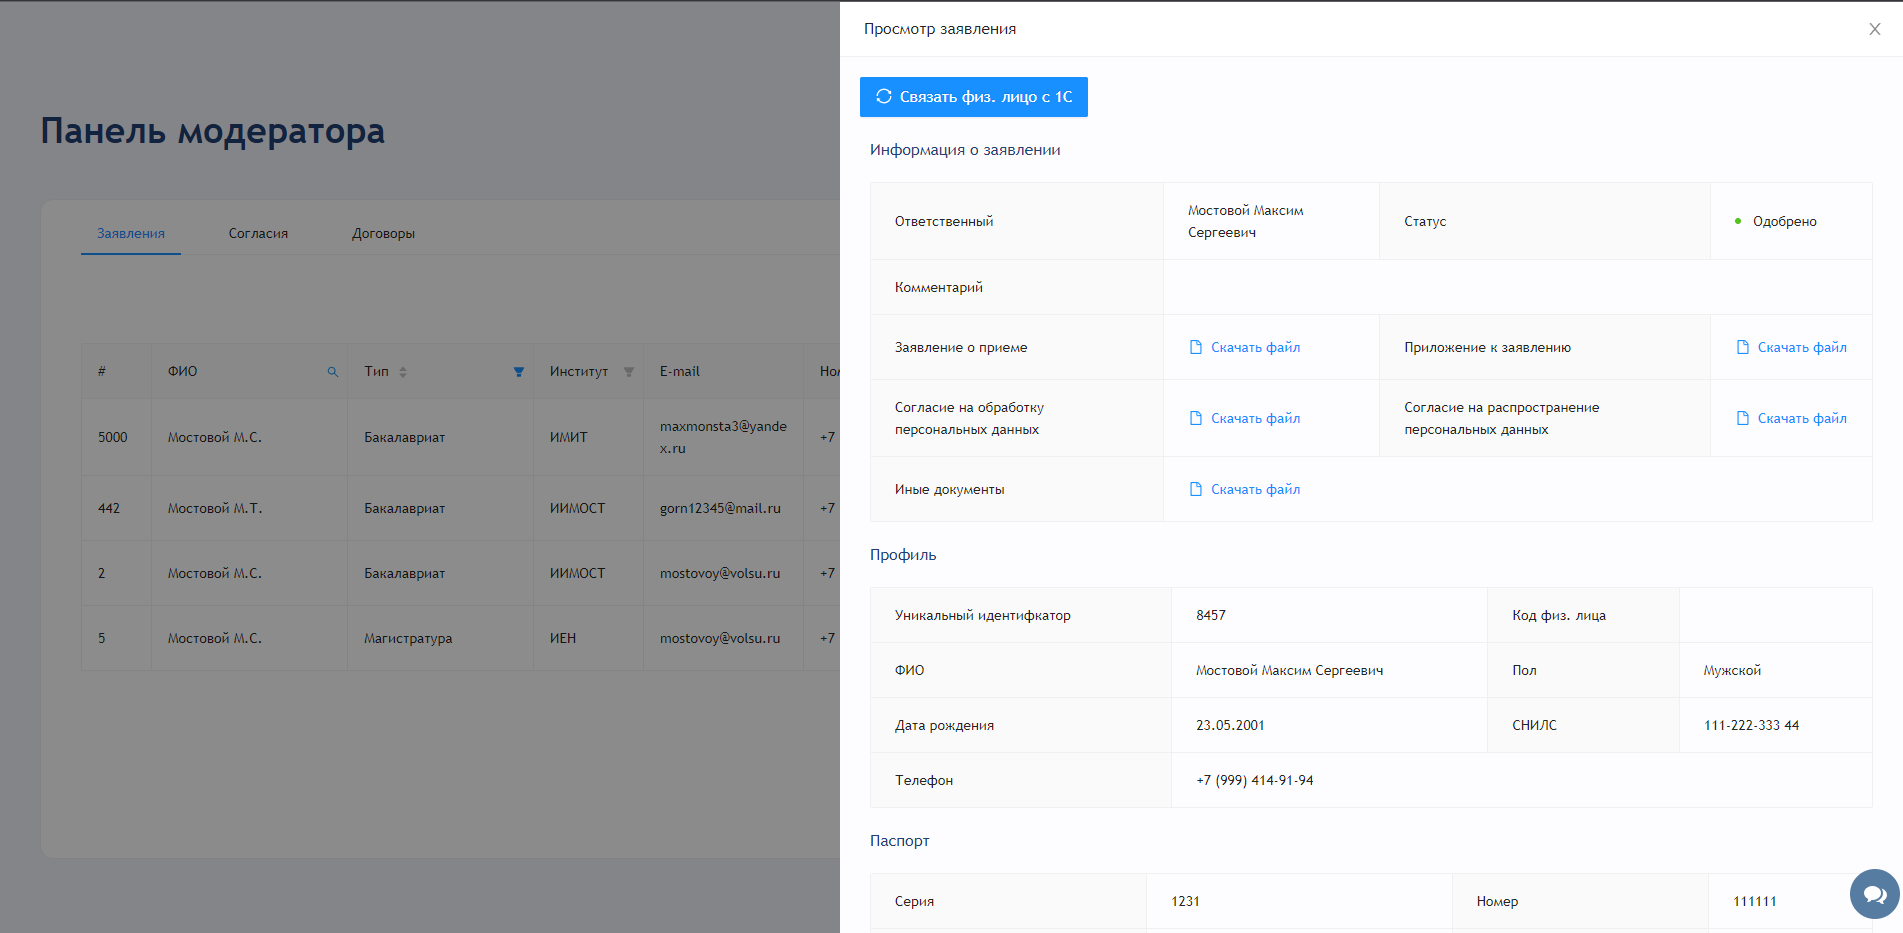 Панель модератора
Заявления Согласия Договоры
# ФИО Тип Институт E-mail
5000 Мостовой М.С. Бакалавриат ИМИТ maxmonsta3@yande
x.ru +7
442 Мостовой М.Т. Бакалавриат ИИМОСТ gorn12345@mail.ru +7
2 Мостовой М.С. Бакалавриат ИИМОСТ mostovoy@volsu.ru +7
5 Мостовой М.С. Магистратура ИЕН mostovoy@volsu.ru +7
Просмотр заявления
Связать физ. лицо с 1С
Информация о заявлении
Ответственный Мостовой Максим
Сергеевич Статус Одобрено
Комментарий
Заявление о приеме Скачать файл Приложение к заявлению Скачать файл
Согласие на обработку
персональных данных Скачать файл Согласие на распространение
персональных данных Скачать файл
Иные документы Скачать файл
Профиль
Уникальный идентифкатор 8457 Код физ. лица
ФИО Мостовой Максим Сергеевич Пол Мужской
Дата рождения 23.05.2001 СНИЛС 111-222-333 44
Телефон +7 (999) 414-91-94
Паспорт
Серия 1231 Номер 111111